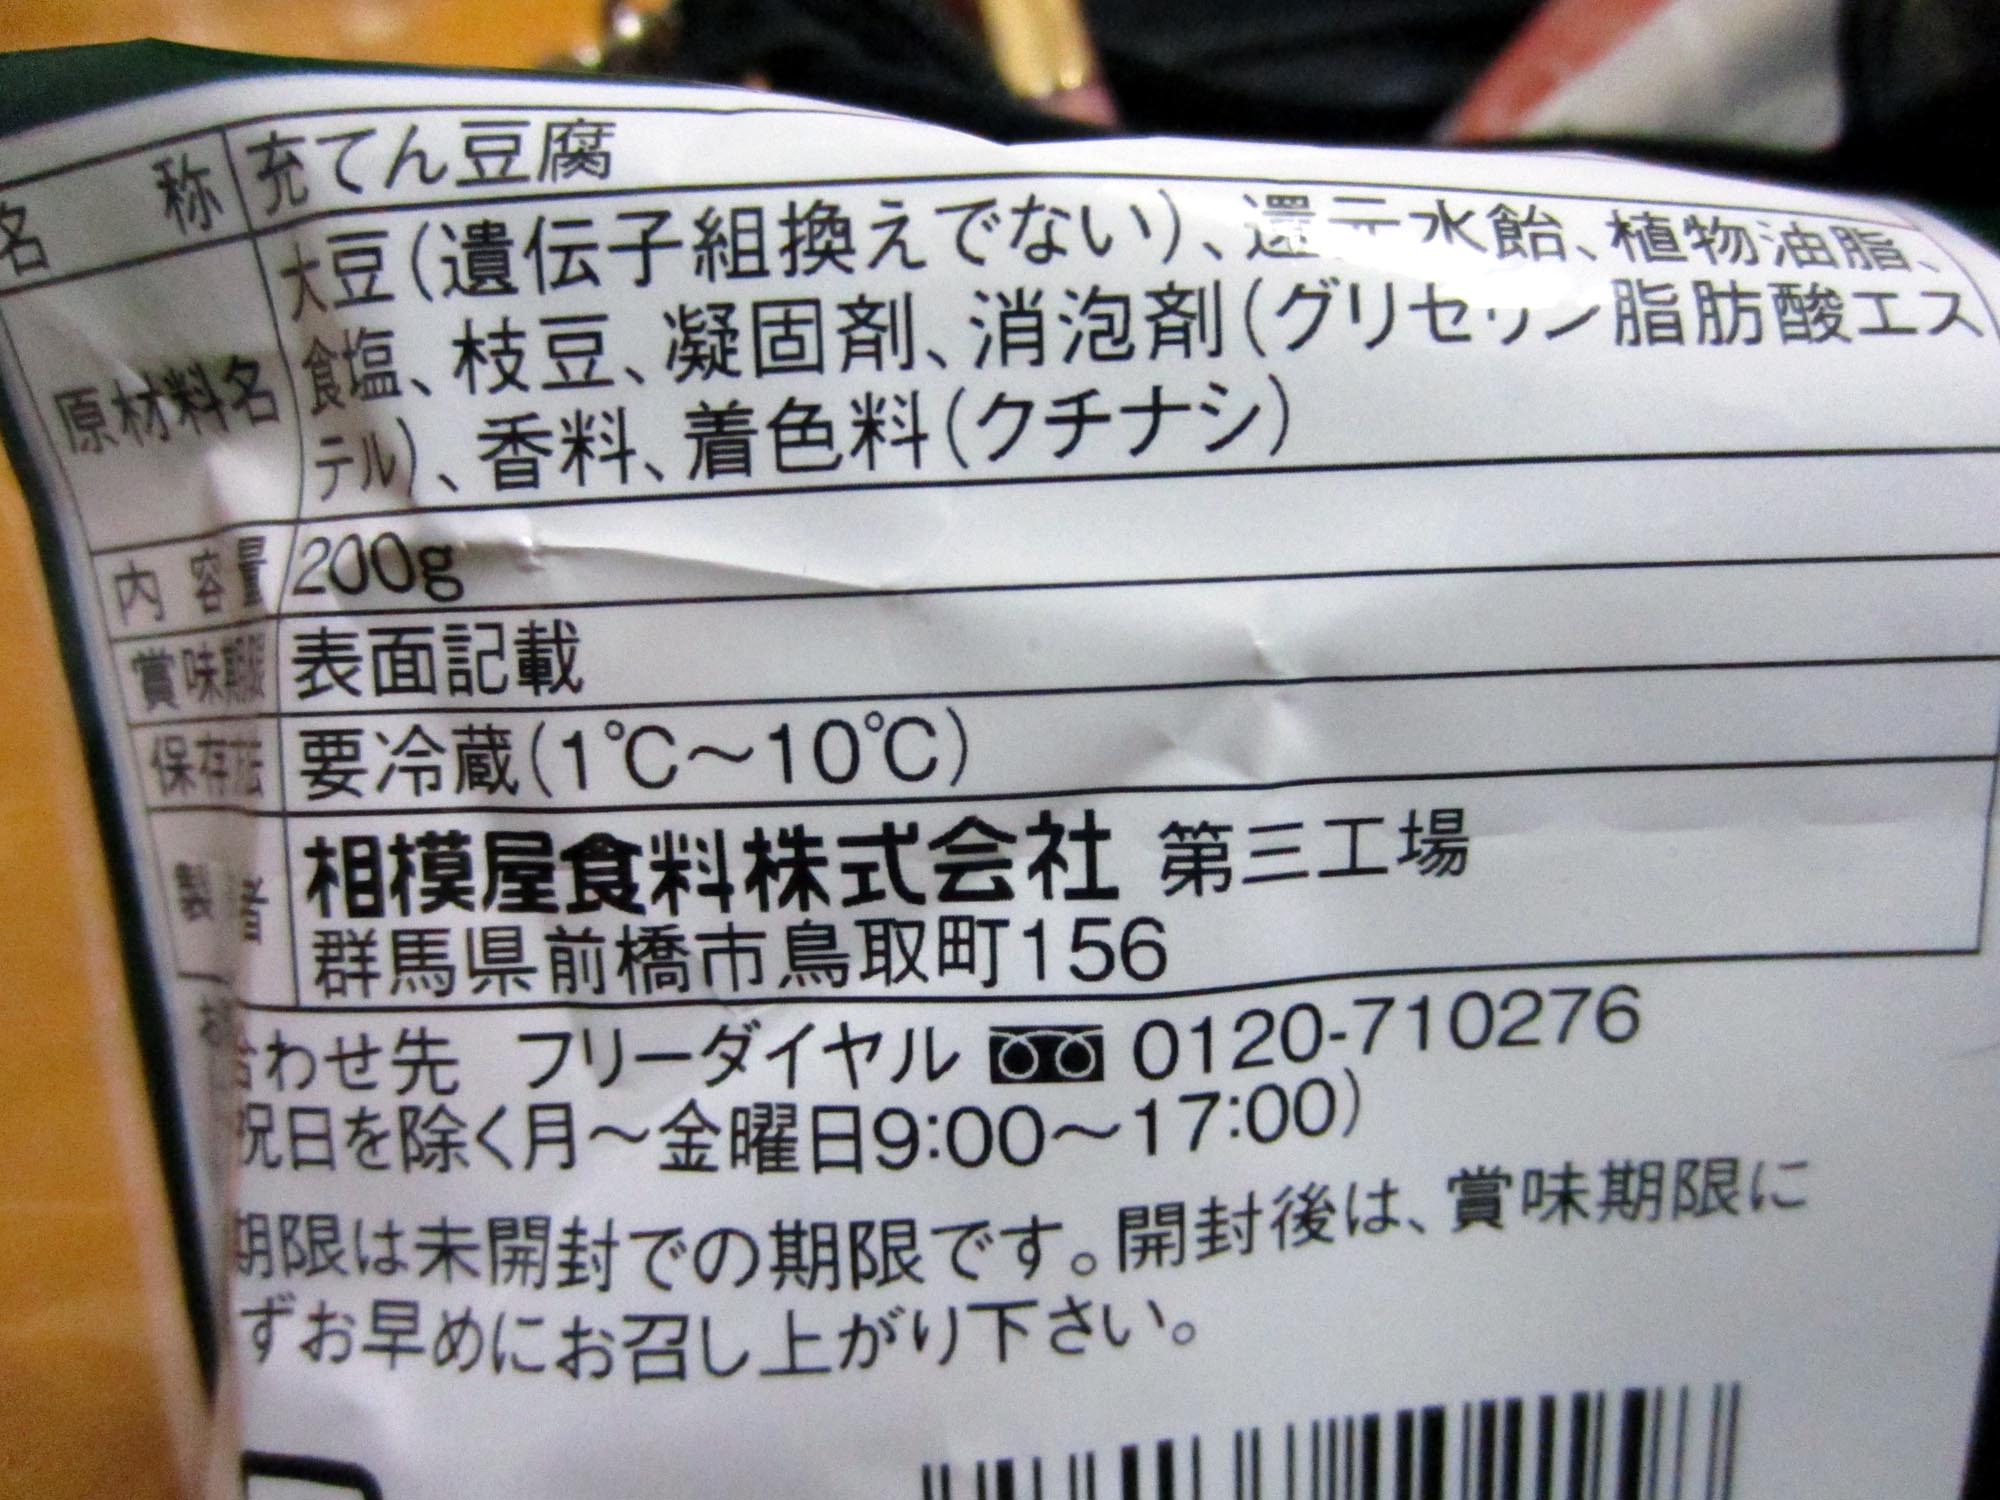 名称 充てん豆腐
原材料名 大豆(遺伝子組換えでない)、還元水飴、植物油脂、
食塩、枝豆、凝固剤、消泡剤(グリセリン脂肪酸エス
テル)、香料、着色料(クチナシ)
内容量 200g
賞味期限 表面記載
保存方法 要冷蔵(1℃～10℃)
製 者 相模屋食料株式会社 第三工場
群馬県前橋市鳥取町156
合わせ先 フリーダイヤル 0120-710276
祝日を除く月～金曜日9:00～17:00)
期限は未開封での期限です。開封後は、賞味期限に
ずお早めにお召し上がり下さい。